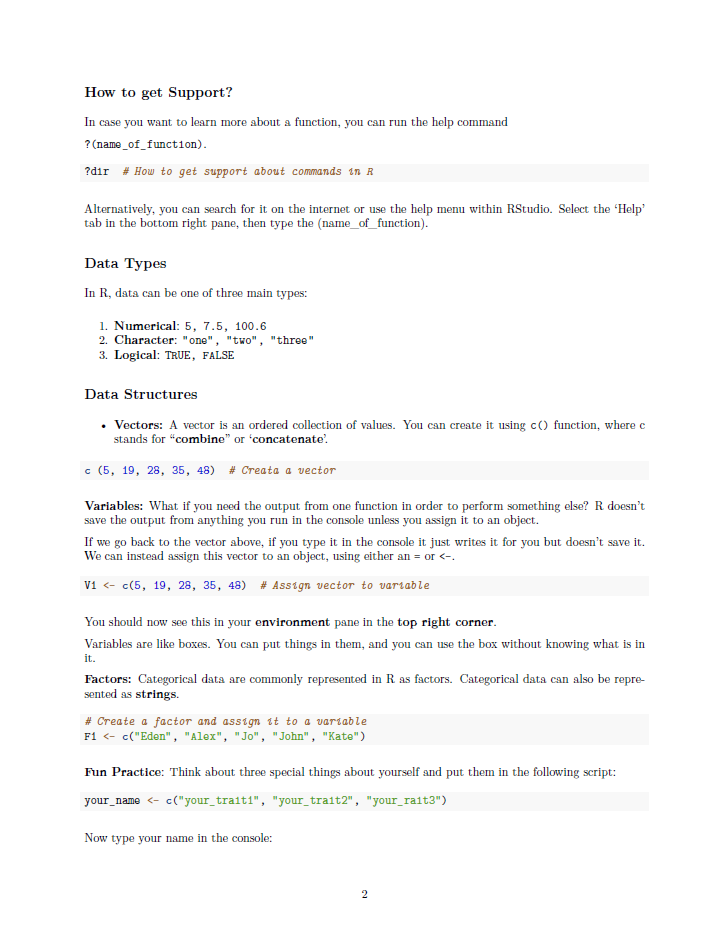 How to get Support?
In case you want to learn more about a function, you can run the help command
?(name_of_function).
?dir  # How to get support about commands in R
Alternatively, you can search for it on the internet or use the help menu within RStudio. Select the ‘Help’
tab in the bottom right pane, then type the (name_of_function).
Data Types
In R, data can be one of three main types:
1. Numerical: 5, 7.5, 100.6
2. Character: "one", "two", "three"
3. Logical: TRUE, FALSE
Data Structures
• Vectors: A vector is an ordered collection of values. You can create it using c() function, where c
stands for “combine” or ‘concatenate’.
c (5, 19, 28, 35, 48)  # Creata a vector
Variables: What if you need the output from one function in order to perform something else? R doesn’t
save the output from anything you run in the console unless you assign it to an object.
If we go back to the vector above, if you type it in the console it just writes it for you but doesn’t save it.
We can instead assign this vector to an object, using either an = or <-.
V1 <- c(5, 19, 28, 35, 48)  # Assign vector to variable
You should now see this in your environment pane in the top right corner.
Variables are like boxes. You can put things in them, and you can use the box without knowing what is in
it.
Factors: Categorical data are commonly represented in R as factors. Categorical data can also be repre-
sented as strings.
# Create a factor and assign it to a variable
F1 <- c("Eden", "Alex", "Jo", "John", "Kate")
Fun Practice: Think about three special things about yourself and put them in the following script:
your_name <- c("your_trait1", "your_trait2", "your_rait3")
Now type your name in the console:
2